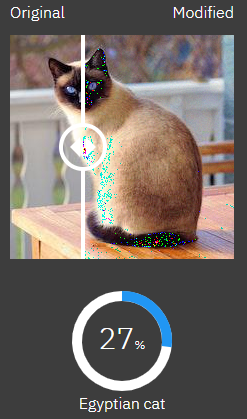 Original Modified
27%
Egyptian cat